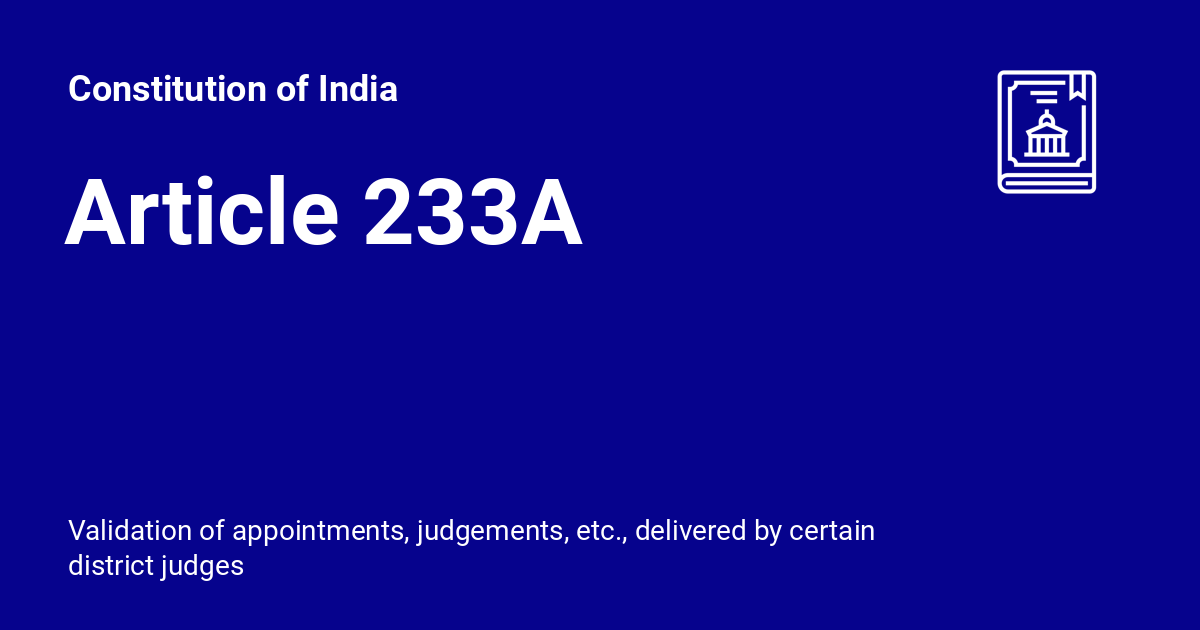 Constitution of India
Article 233A
Validation of appointments, judgements, etc., delivered by certain
district judges